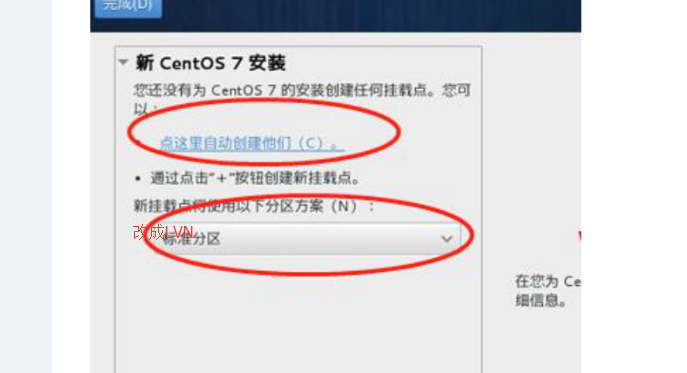 完成(D)
新 CentOS 7 安装
您还没有为 CentOS 7 的安装创建任何挂载点。您可
以：
点这里自动创建他们（C）。
• 通过点击"+"按钮创建新挂载点。
新挂载点将使用以下分区方案（N）：
改成LVN
标准分区
在您为 Ce
细信息。